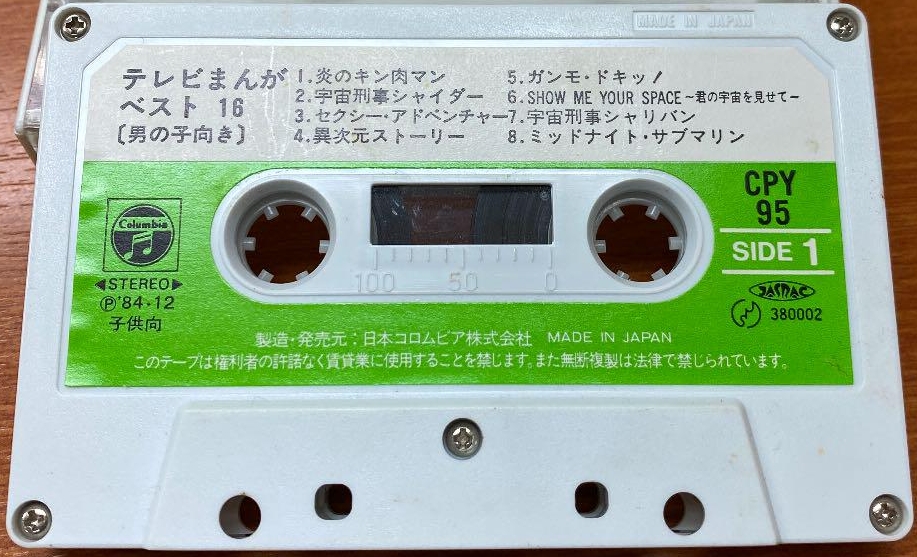 MADE IN JAPAN
テレビまんが
ベスト 16
〔男の子向き〕
1.炎のキン肉マン
2.宇宙刑事シャイダー
3.セクシー・アドベンチャー
4.異次元ストーリー
5.ガンモ・ドキッ!
6.SHOW ME YOUR SPACE~君の宇宙を見せて~
7.宇宙刑事シャリバン
8.ミッドナイト・サブマリン
CPY
95
SIDE 1
Columbia
◀STEREO▶
Ⓟ'84・12
子供向
100 50 0
JASRAC
380002
製造・発売元:日本コロムビア株式会社 MADE IN JAPAN
このテープは権利者の許諾なく賃貸業に使用することを禁じます。また無断複製は法律で禁じられています。